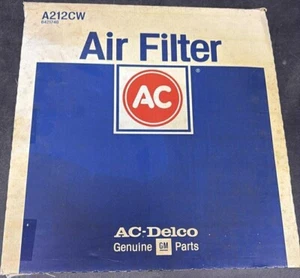 A212CW
Air Filter
AC
®
AC-Delco
Genuine GM Parts